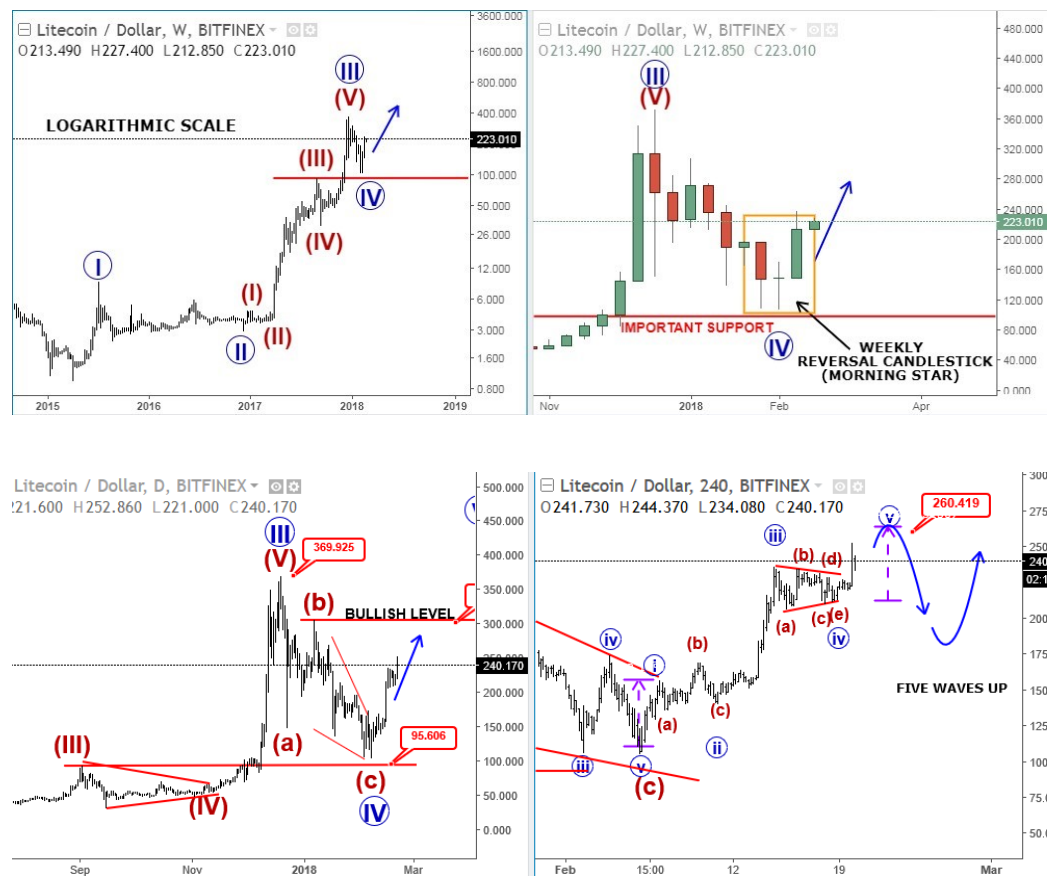 Litecoin / Dollar, W, BITFINEX
O213.490 H227.400 L212.850 C223.010
3600.000
1600.000
800.000
400.000
223.010
100.000
50.000
26.000
12.000
6.000
3.000
1.600
0.800
III
(V)
LOGARITHMIC SCALE
(III)
IV
(IV)
I
(I)
II
(II)
2015
2016
2017
2018
2019
Litecoin / Dollar, W, BITFINEX
O213.490 H227.400 L212.850 C223.010
480.000
440.000
400.000
360.000
320.000
280.000
240.000
223.010
200.000
160.000
120.000
80.000
40.000
0.000
III
(V)
IMPORTANT SUPPORT
IV
WEEKLY
REVERSAL CANDLESTICK
(MORNING STAR)
Nov
2018
Feb
Apr
Litecoin / Dollar, D, BITFINEX
21.600 H252.860 L221.000 C240.170
500.000
450.000
400.000
350.000
300.000
240.170
200.000
150.000
100.000
50.000
0.000
III
(V)
369.925
(b)
BULLISH LEVEL
(a)
95.606
(III)
(IV)
(c)
IV
Sep
Nov
2018
Mar
Litecoin / Dollar, 240, BITFINEX
O241.730 H244.370 L234.080 C240.170
300
275
250
240
02:1
200
175
150
125
100
75.0
50.0
v
260.419
iii
(b)
(d)
(a)
(c)
(e)
iv
iv
i
(b)
(a)
(c)
ii
iii
v
(c)
FIVE WAVES UP
Feb
15:00
12
19
Mar